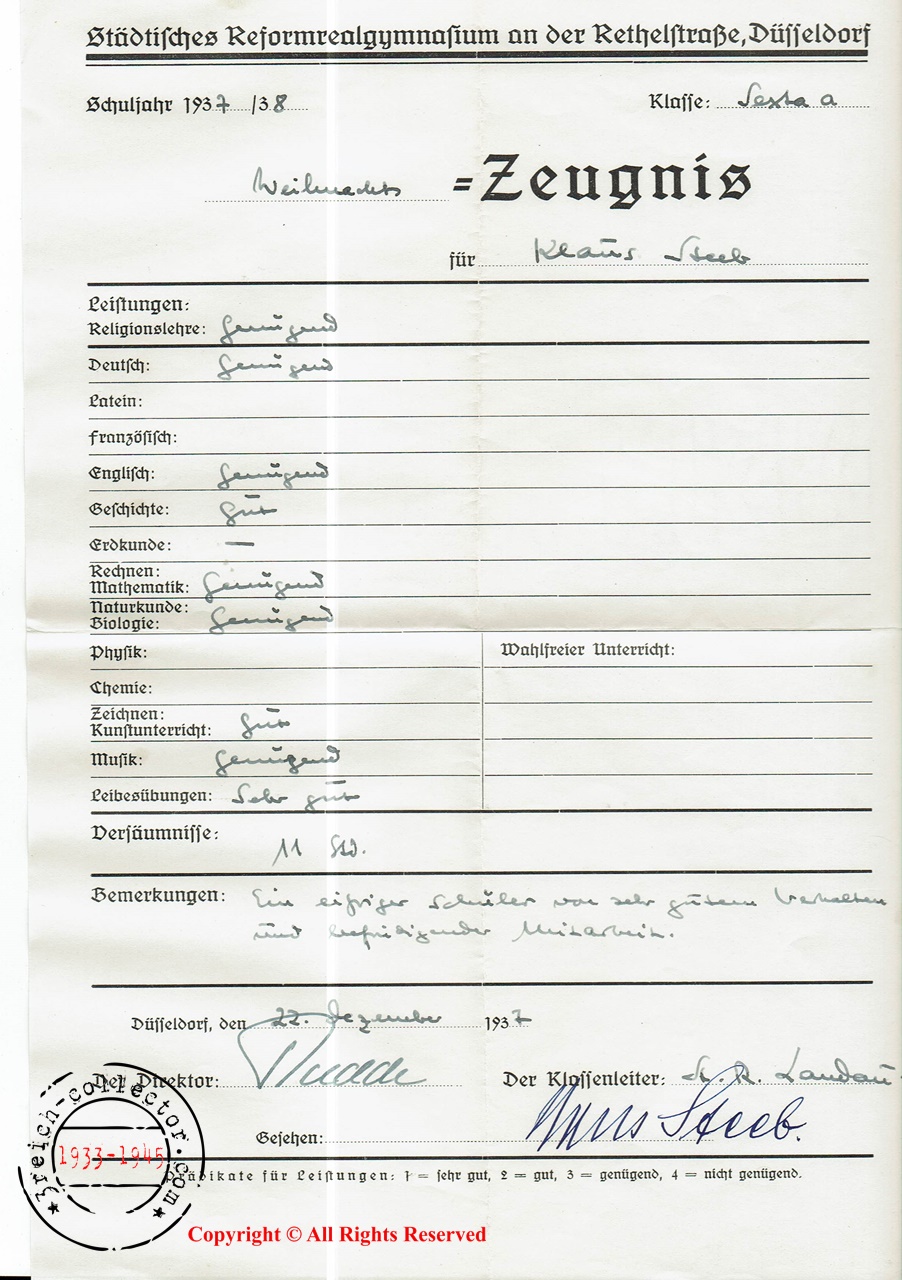 Städtisches Reformrealgymnasium an der Rethelstraße, Düsseldorf
Schuljahr 1937/38 Klasse: Sexta a
Weihnachts =Zeugnis
für Klaus Steeb
Leistungen:
Religionslehre: Genügend
Deutsch: Genügend
Latein:
Französisch:
Englisch: Genügend
Geschichte: Gut
Erdkunde: —
Rechnen:
Mathematik: Genügend
Naturkunde:
Biologie: Genügend
Physik: Wahlfreier Unterricht:
Chemie:
Zeichnen:
Kunstunterricht: Gut
Musik: Genügend
Leibesübungen: Sehr gut
Versäumnisse:
11 Std.
Bemerkungen: Ein eifriger Schüler von sehr gutem Verhalten
und befriedigender Mitarbeit.
Düsseldorf, den 22. Dezember 1937
Der Direktor: Der Klassenleiter: St. R. Landau
Gesehen: Hans Steeb.
Prädikate für Leistungen: 1 = sehr gut, 2 = gut, 3 = genügend, 4 = nicht genügend.
3reich-collector.com
1933-1945
Copyright © All Rights Reserved